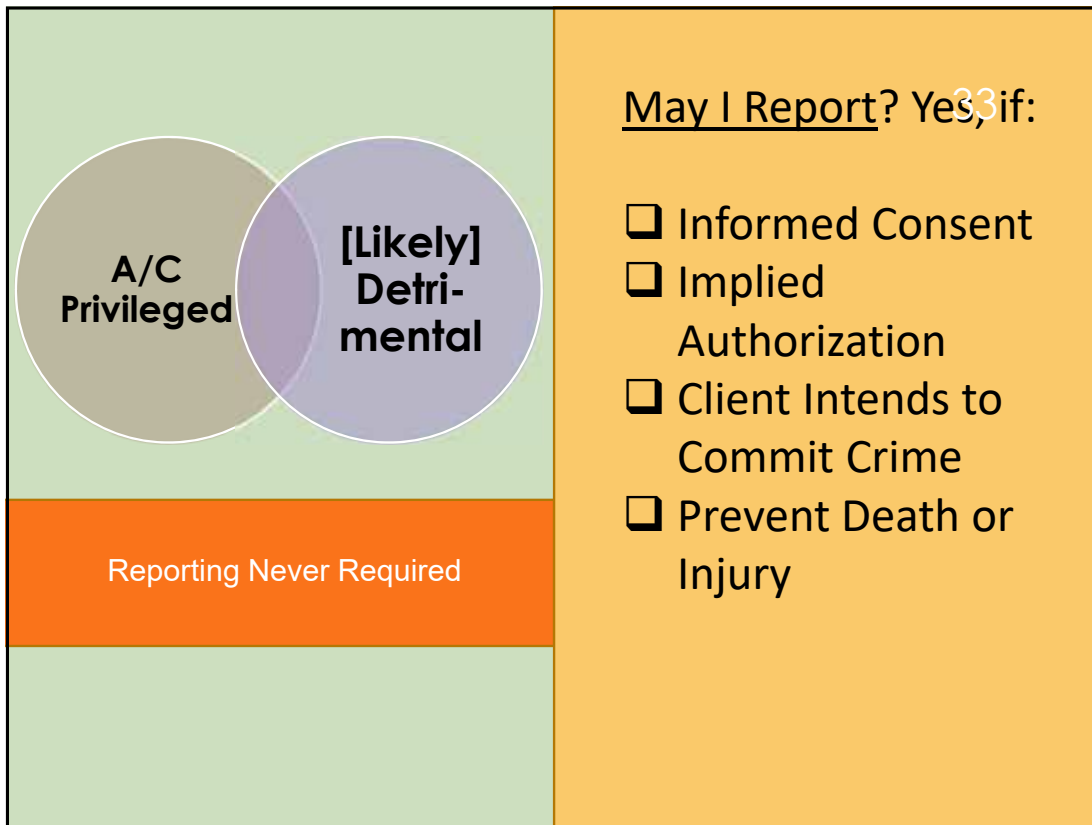 A/C
Privileged
[Likely]
Detri-
mental
Reporting Never Required
33
May I Report? Yes, if:
❑ Informed Consent
❑ Implied
Authorization
❑ Client Intends to
Commit Crime
❑ Prevent Death or
Injury